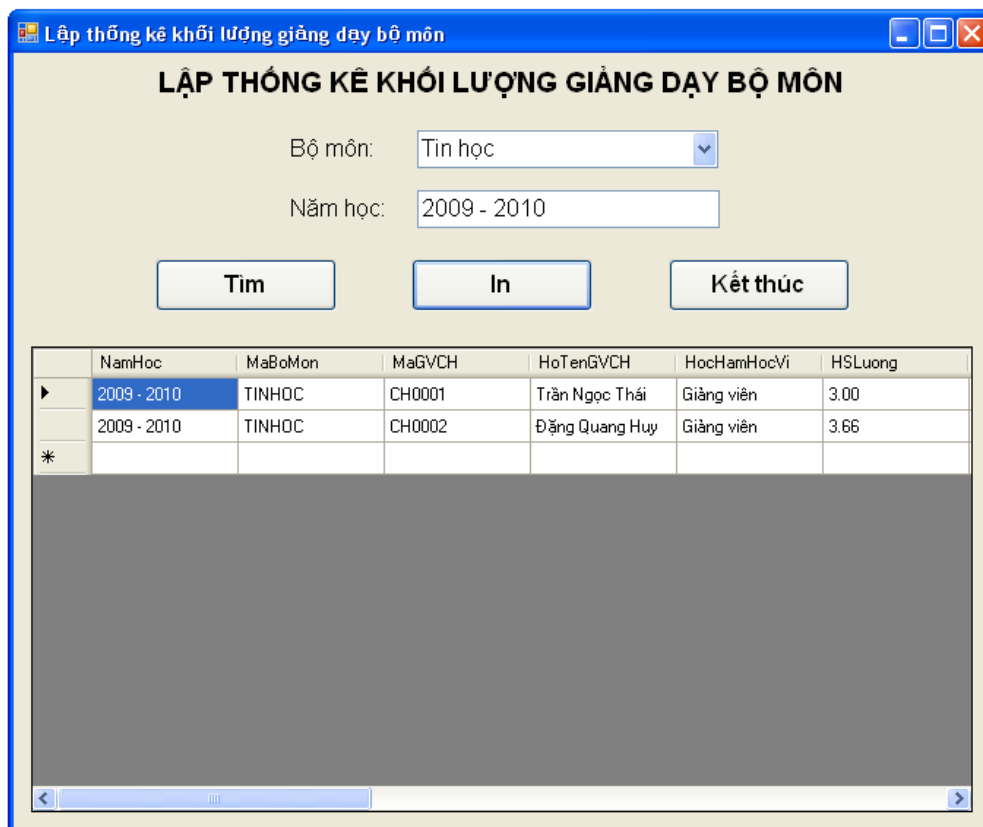 Lập thống kê khối lượng giảng dạy bộ môn
LẬP THỐNG KÊ KHỐI LƯỢNG GIẢNG DẠY BỘ MÔN
Bộ môn: Tin học
Năm học: 2009 - 2010
Tìm In Kết thúc
NamHoc MaBoMon MaGVCH HoTenGVCH HocHamHocVi HSLuong
2009 - 2010 TINHOC CH0001 Trần Ngọc Thái Giảng viên 3.00
2009 - 2010 TINHOC CH0002 Đặng Quang Huy Giảng viên 3.66